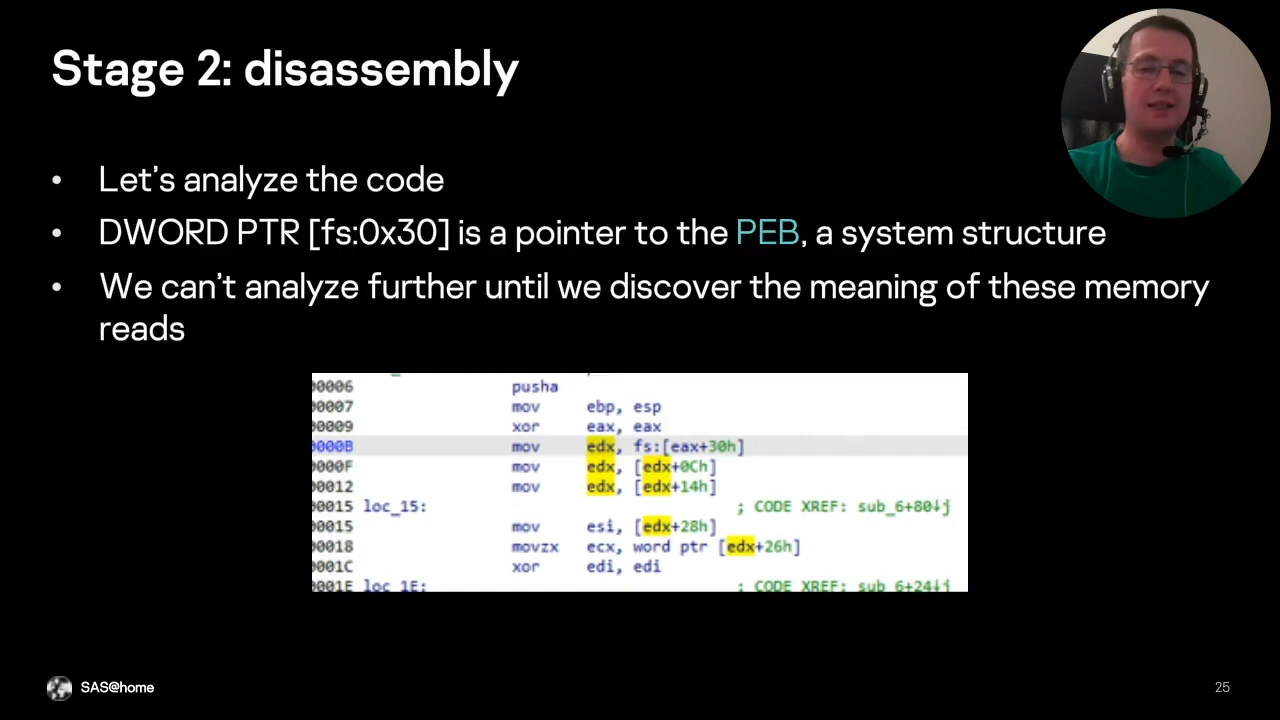 Stage 2: disassembly
• Let's analyze the code
• DWORD PTR [fs:0x30] is a pointer to the PEB, a system structure
• We can't analyze further until we discover the meaning of these memory
reads
00006 pusha
00007 mov ebp, esp
00009 xor eax, eax
0000B mov edx, fs:[eax+30h]
0000F mov edx, [edx+0Ch]
00012 mov edx, [edx+14h]
00015 loc_15: ; CODE XREF: sub_6+80↓j
00015 mov esi, [edx+28h]
00018 movzx ecx, word ptr [edx+26h]
0001C xor edi, edi
0001E loc_1E: ; CODE XREF: sub_6+24↓j
SAS@home
25